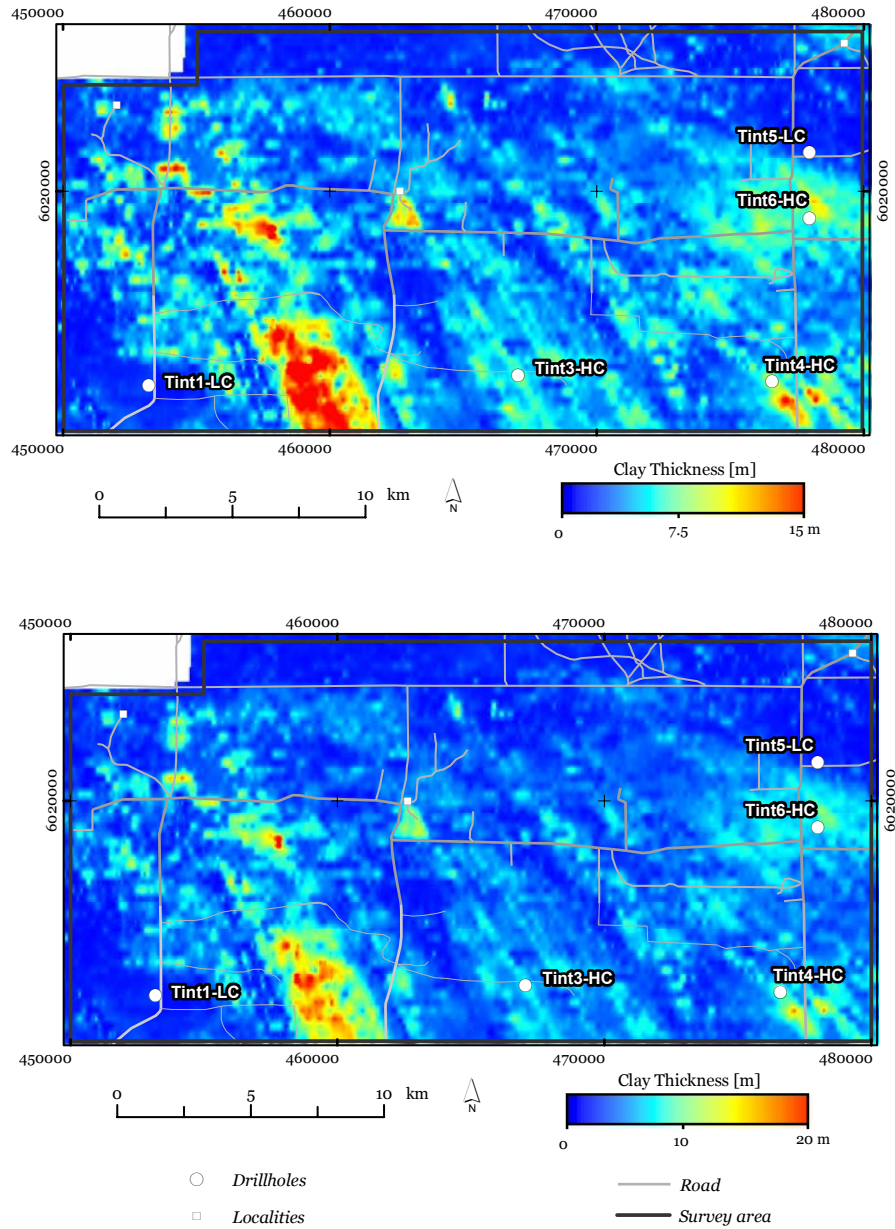 450000 460000 470000 480000
Tint5-LC
6020000 Tint6-HC 6020000
Tint3-HC Tint4-HC
Tint1-LC
450000 460000 470000 480000
Clay Thickness [m]
0 5 10 km
N
0 7·5 15 m
450000 460000 470000 480000
Tint5-LC
6020000 Tint6-HC 6020000
Tint3-HC Tint4-HC
Tint1-LC
450000 460000 470000 480000
Clay Thickness [m]
0 5 10 km
N
0 10 20 m
Drillholes Road
Localities Survey area